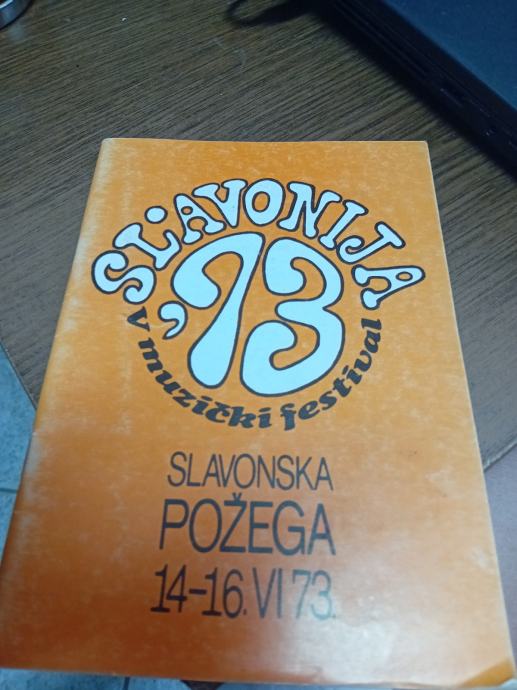 SLAVONIJA
'73
V muzički festival
SLAVONSKA
POŽEGA
14-16. VI 73.